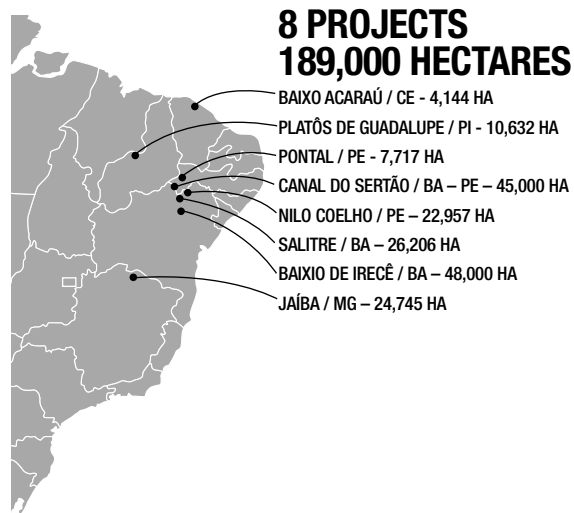 8 PROJECTS
189,000 HECTARES
BAIXO ACARAÚ / CE - 4,144 HA
PLATÔS DE GUADALUPE / PI - 10,632 HA
PONTAL / PE - 7,717 HA
CANAL DO SERTÃO / BA – PE – 45,000 HA
NILO COELHO / PE – 22,957 HA
SALITRE / BA – 26,206 HA
BAIXIO DE IRECÊ / BA – 48,000 HA
JAÍBA / MG – 24,745 HA